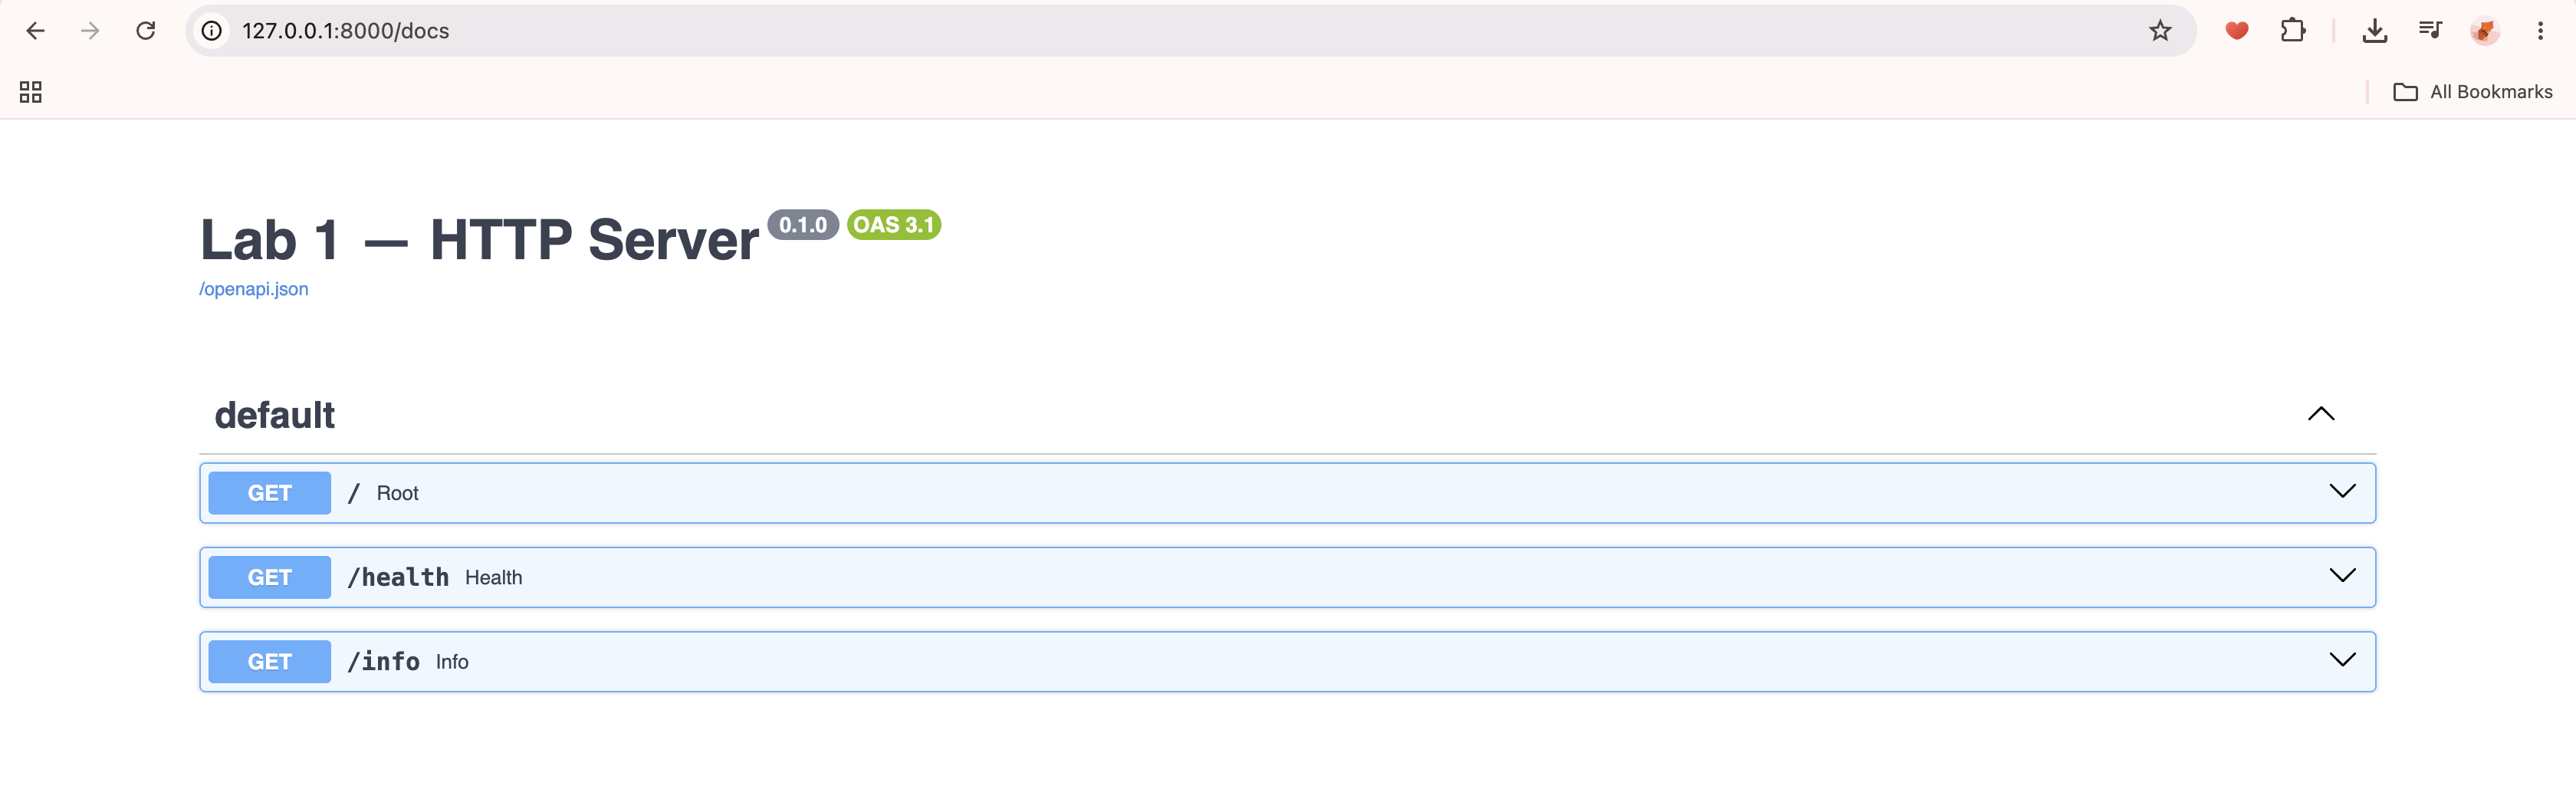 127.0.0.1:8000/docs
All Bookmarks
Lab 1 — HTTP Server 0.1.0 OAS 3.1
/openapi.json
default
GET / Root
GET /health Health
GET /info Info